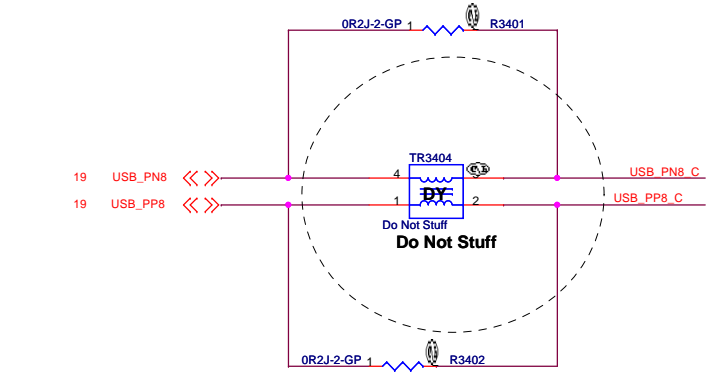 0R2J-2-GP 1 R3401
TR3404
19 USB_PN8 4 USB_PN8_C
DY
19 USB_PP8 1 2 USB_PP8_C
Do Not Stuff
Do Not Stuff
0R2J-2-GP 1 R3402